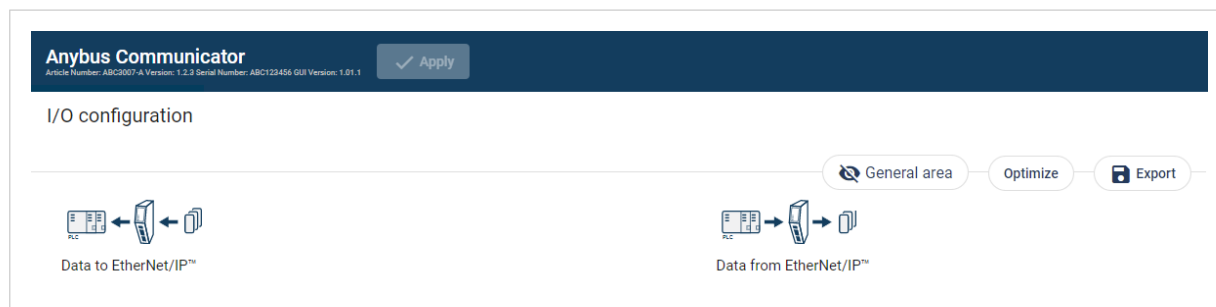 Anybus Communicator
Article Number: ABC3007-A Version: 1.2.3 Serial Number: ABC123456 GUI Version: 1.01.1
Apply
I/O configuration
General area
Optimize
Export
PLC
PLC
Data to EtherNet/IP™
Data from EtherNet/IP™